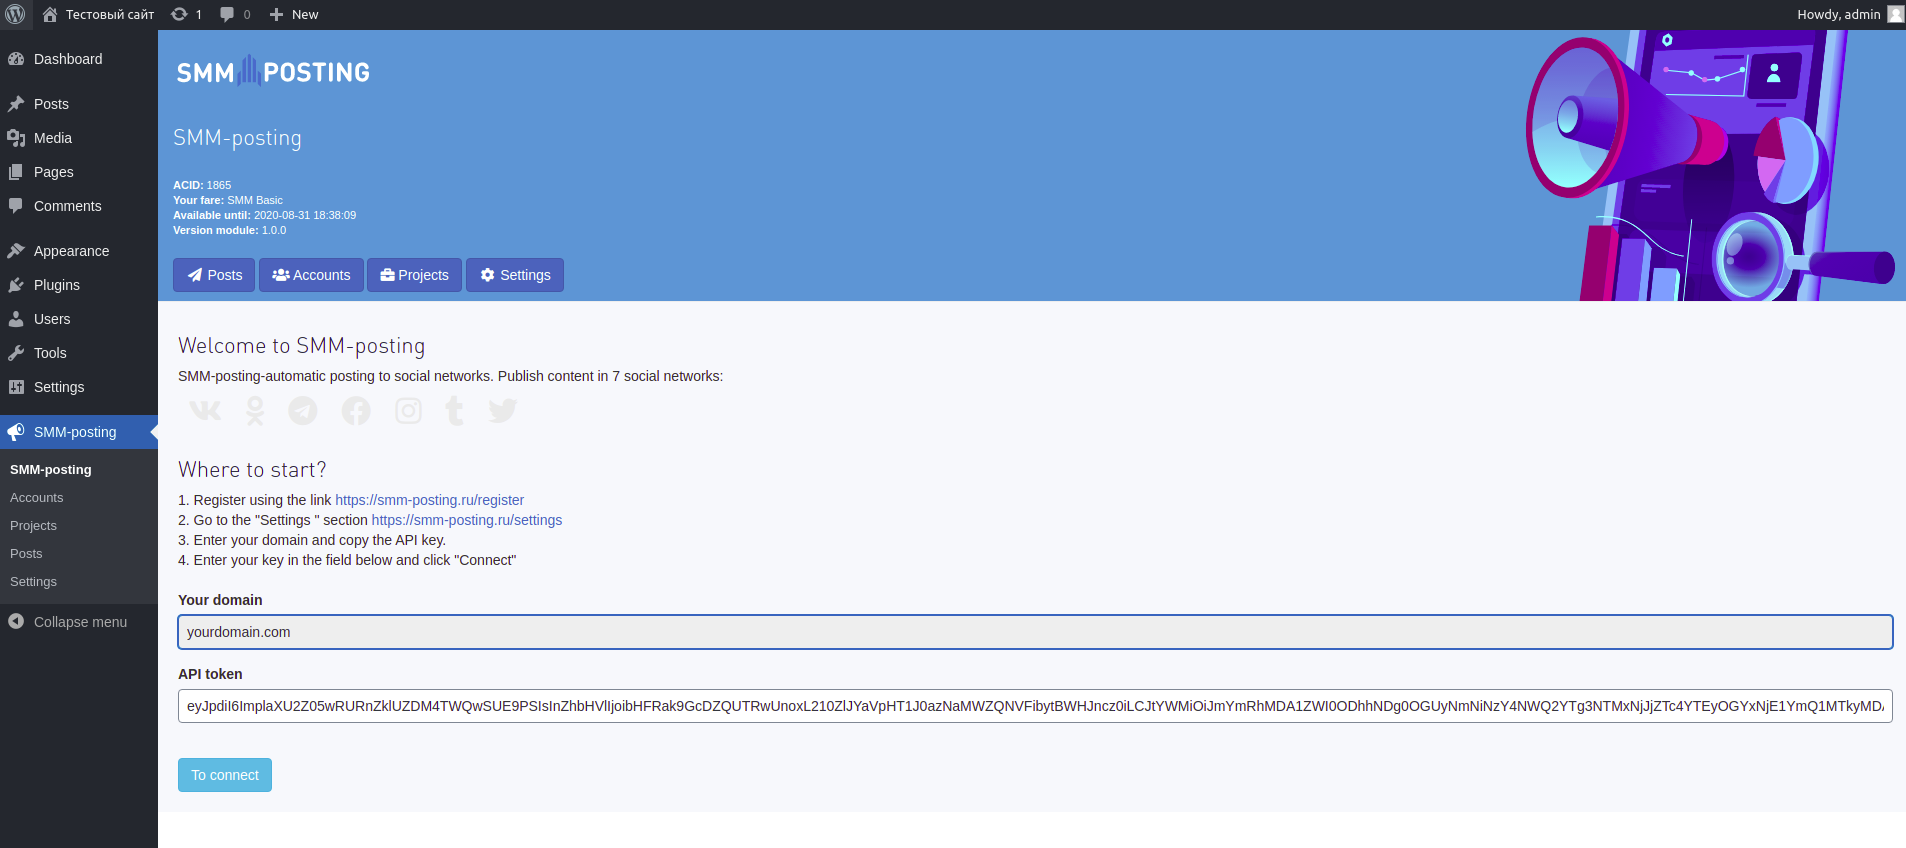 Тестовый сайт 1 0 New Howdy, admin
Dashboard
Posts
Media
Pages
Comments
Appearance
Plugins
Users
Tools
Settings
SMM-posting
SMM-posting
Accounts
Projects
Posts
Settings
Collapse menu
SMM POSTING
SMM-posting
ACID: 1865
Your fare: SMM Basic
Available until: 2020-08-31 18:38:09
Version module: 1.0.0
Posts Accounts Projects Settings
Welcome to SMM-posting
SMM-posting-automatic posting to social networks. Publish content in 7 social networks:
Where to start?
1. Register using the link https://smm-posting.ru/register
2. Go to the "Settings " section https://smm-posting.ru/settings
3. Enter your domain and copy the API key.
4. Enter your key in the field below and click "Connect"
Your domain
yourdomain.com
API token
To connect